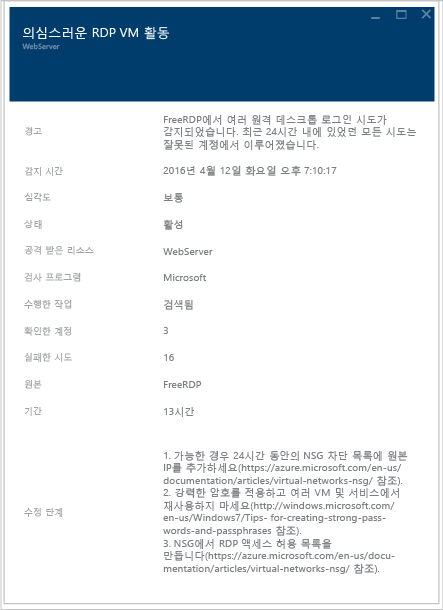 의심스러운 RDP VM 활동
WebServer
경고
FreeRDP에서 여러 원격 데스크톱 로그인 시도가
감지되었습니다. 최근 24시간 내에 있었던 모든 시도는
잘못된 계정에서 이루어졌습니다.
감지 시간
2016년 4월 12일 화요일 오후 7:10:17
심각도
보통
상태
활성
공격 받은 리소스
WebServer
검사 프로그램
Microsoft
수행한 작업
검색됨
확인한 계정
3
실패한 시도
16
원본
FreeRDP
기간
13시간
수정 단계
1. 가능한 경우 24시간 동안의 NSG 차단 목록에 원본
IP를 추가하세요(https://azure.microsoft.com/en-us/
documentation/articles/virtual-networks-nsg/ 참조).
2. 강력한 암호를 적용하고 여러 VM 및 서비스에서
재사용하지 마세요(http://windows.microsoft.com/
en-us/Windows7/Tips- for-creating-strong-pass-
words-and-passphrases 참조).
3. NSG에서 RDP 액세스 허용 목록을
만듭니다(https://azure.microsoft.com/en-us/docu-
mentation/articles/virtual-networks-nsg/ 참조).